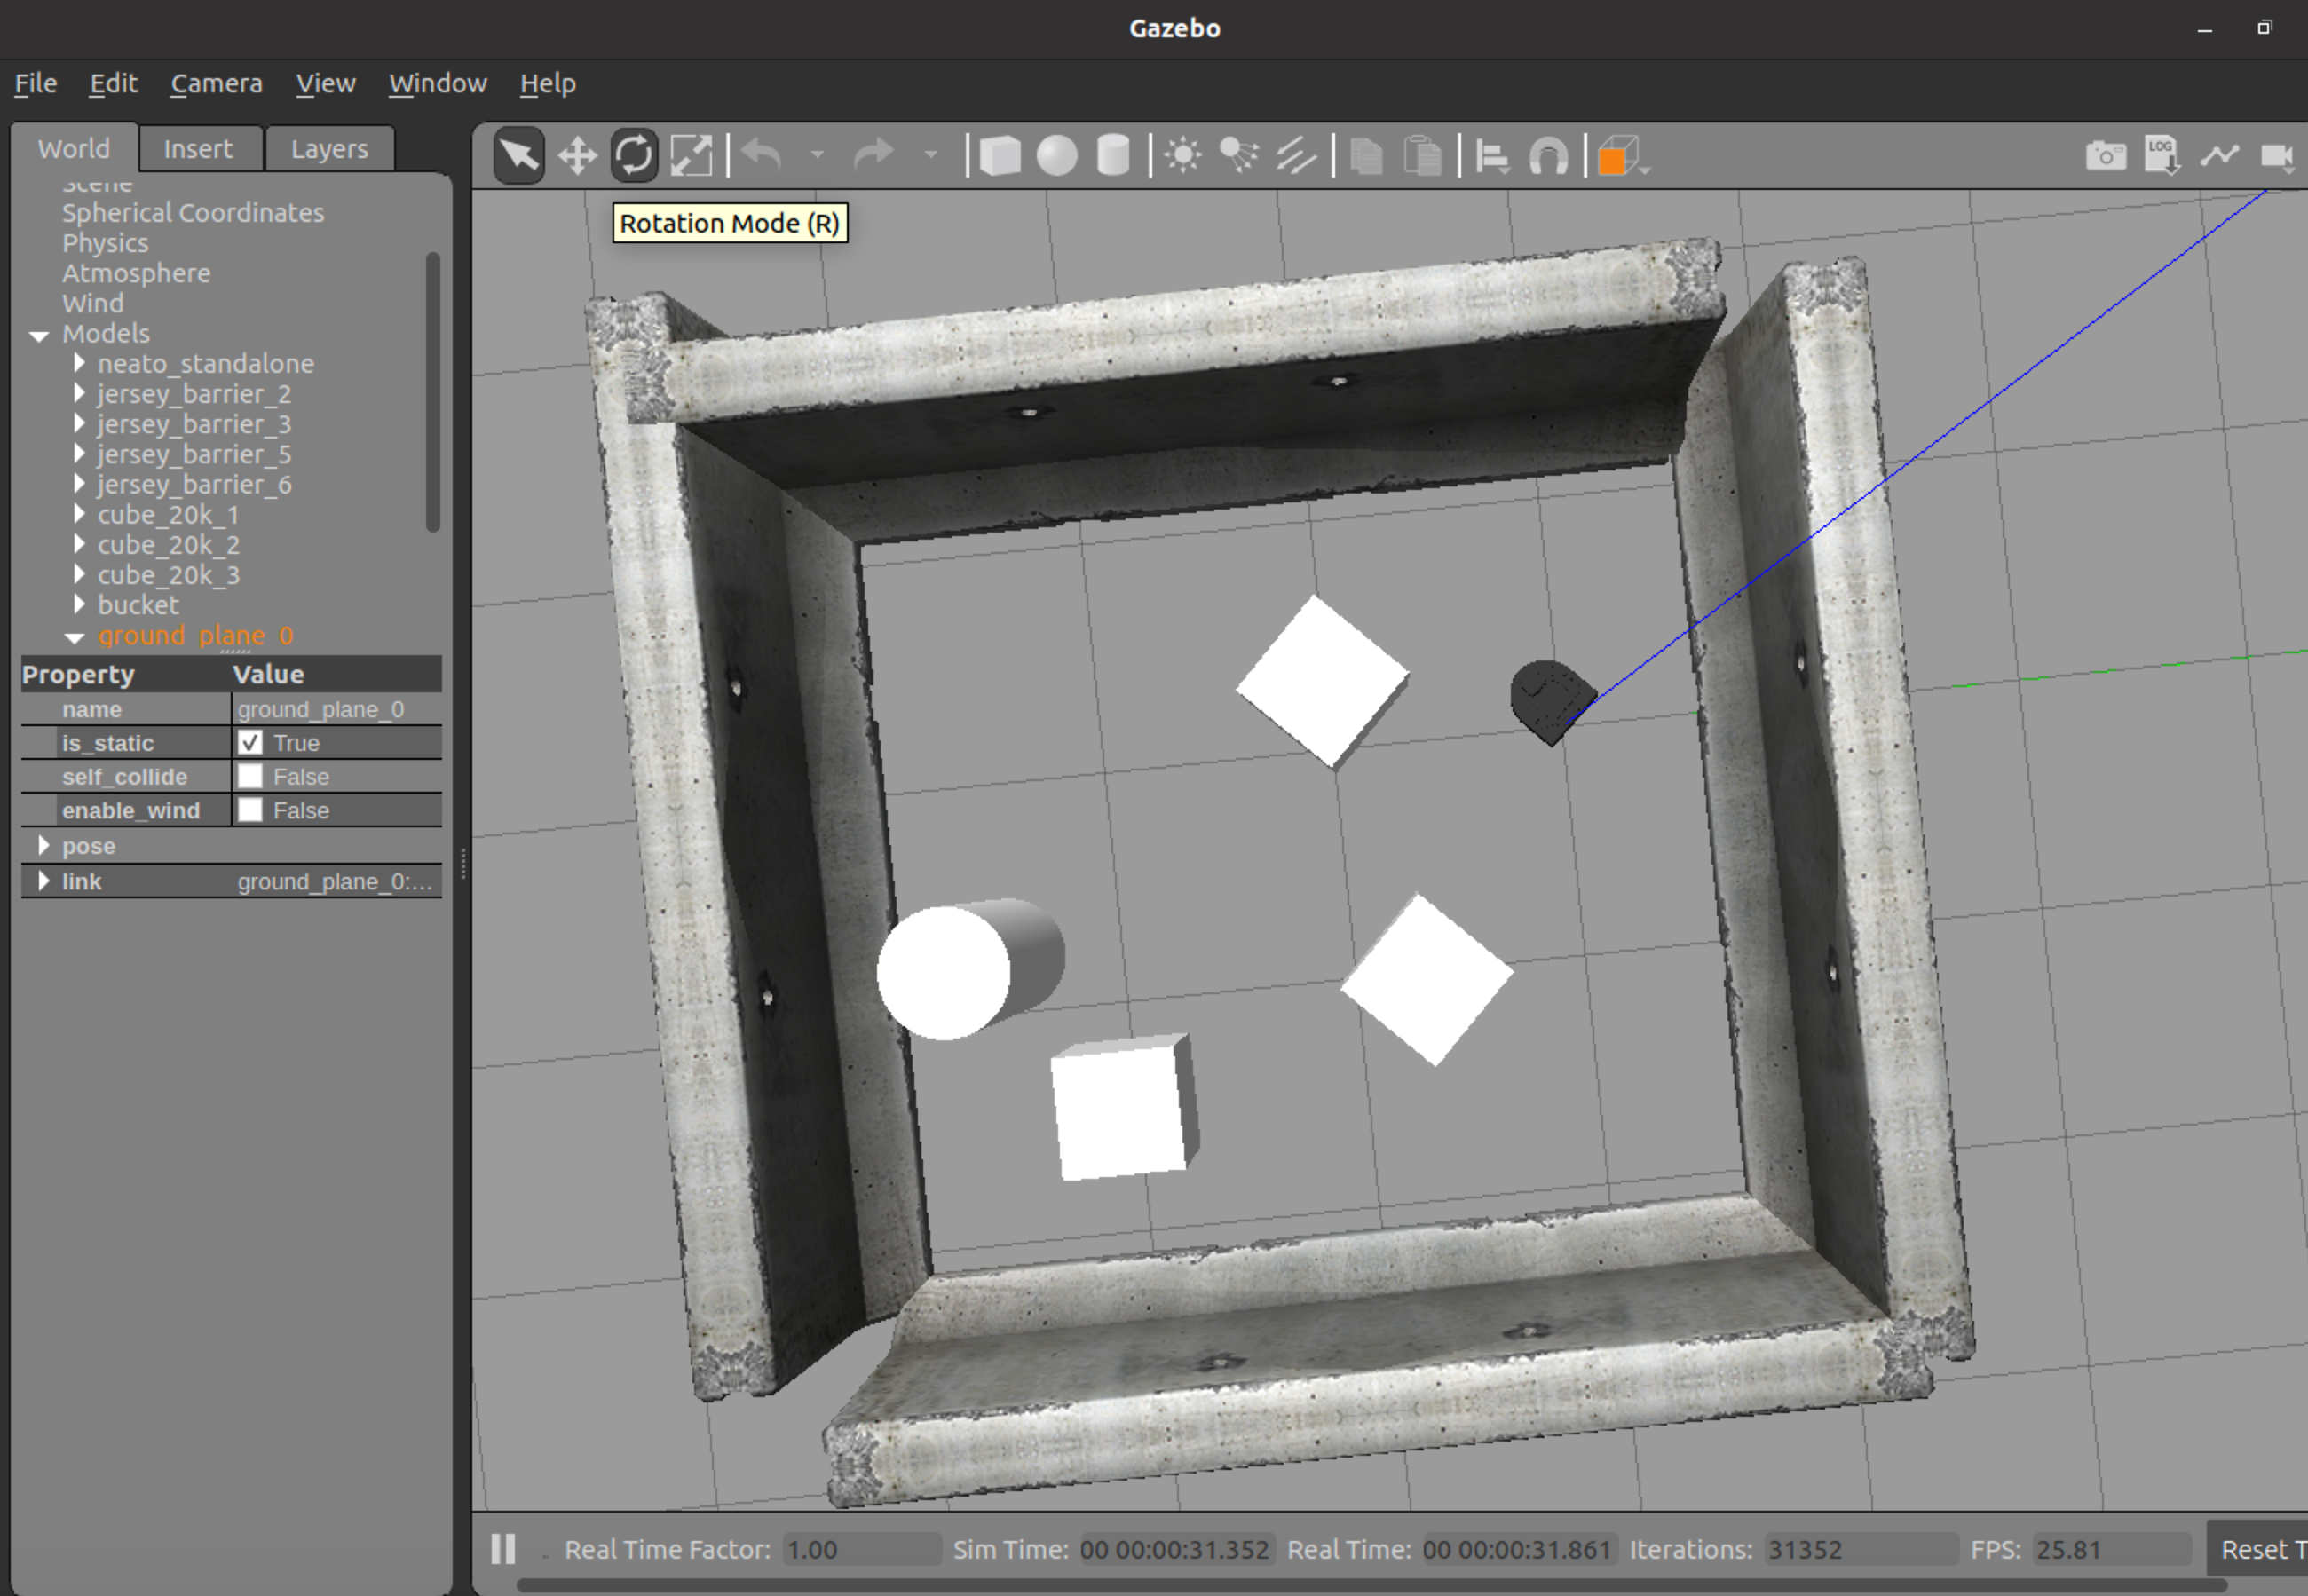 Gazebo
File Edit Camera View Window Help
World Insert Layers
Scene
Spherical Coordinates
Physics
Atmosphere
Wind
Models
neato_standalone
jersey_barrier_2
jersey_barrier_3
jersey_barrier_5
jersey_barrier_6
cube_20k_1
cube_20k_2
cube_20k_3
bucket
ground_plane_0
Property Value
name ground_plane_0
is_static True
self_collide False
enable_wind False
pose
link ground_plane_0:...
LOG
Rotation Mode (R)
Real Time Factor: 1.00 Sim Time: 00 00:00:31.352 Real Time: 00 00:00:31.861 Iterations: 31352 FPS: 25.81 Reset T